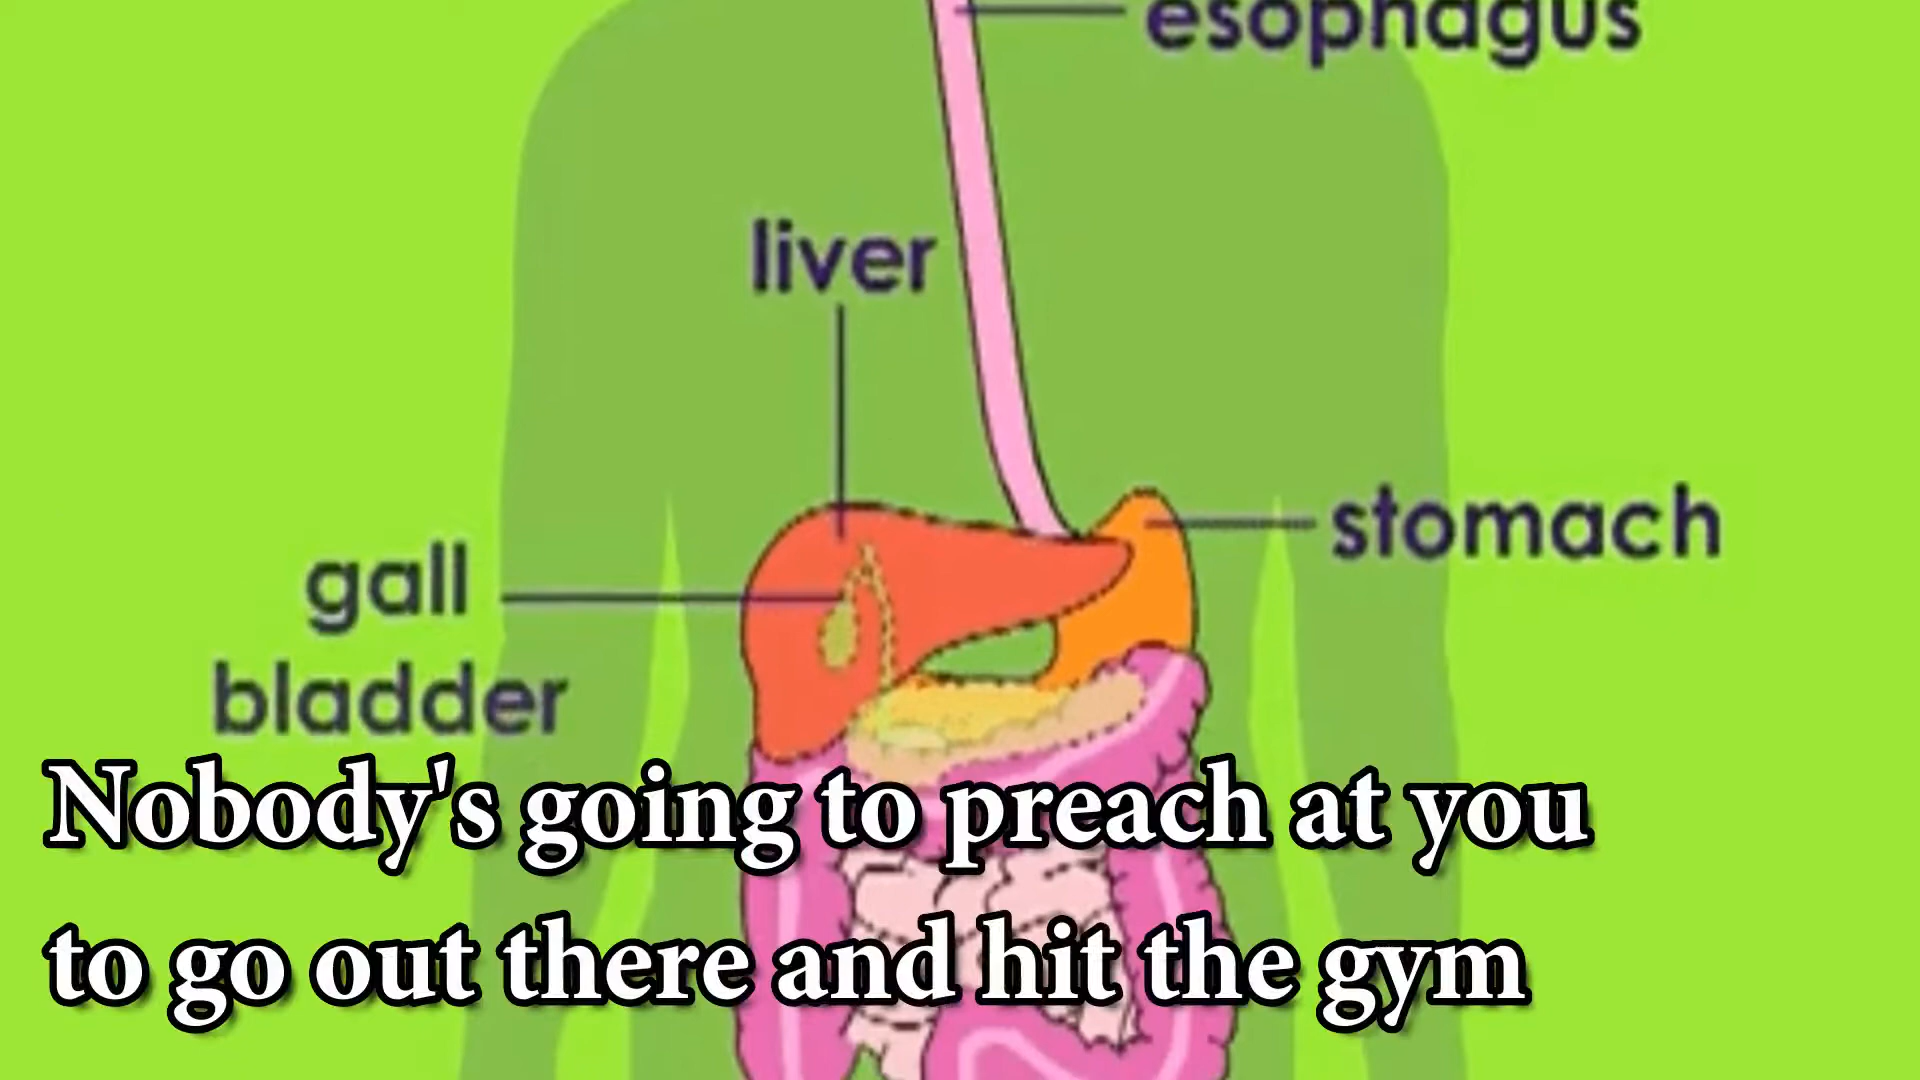 esophagus
liver
stomach
gall
bladder
Nobody's going to preach at you
to go out there and hit the gym